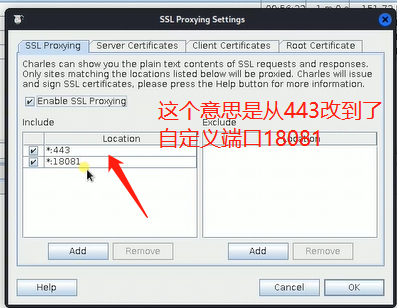 SSL Proxying Settings
SSL Proxying
Server Certificates
Client Certificates
Root Certificate
Charles can show you the plain text contents of SSL requests and responses.
Only sites matching the locations listed below will be proxied. Charles will issue
and sign SSL certificates, please press the Help button for more information.
Enable SSL Proxying
Include
Exclude
Location
Location
*:443
*:18081
这个意思是从443改到了
自定义端口18081
Add
Remove
Add
Remove
Help
Cancel
OK